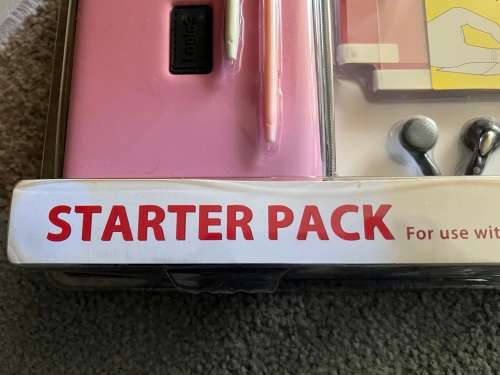 STARTER PACK For use wit